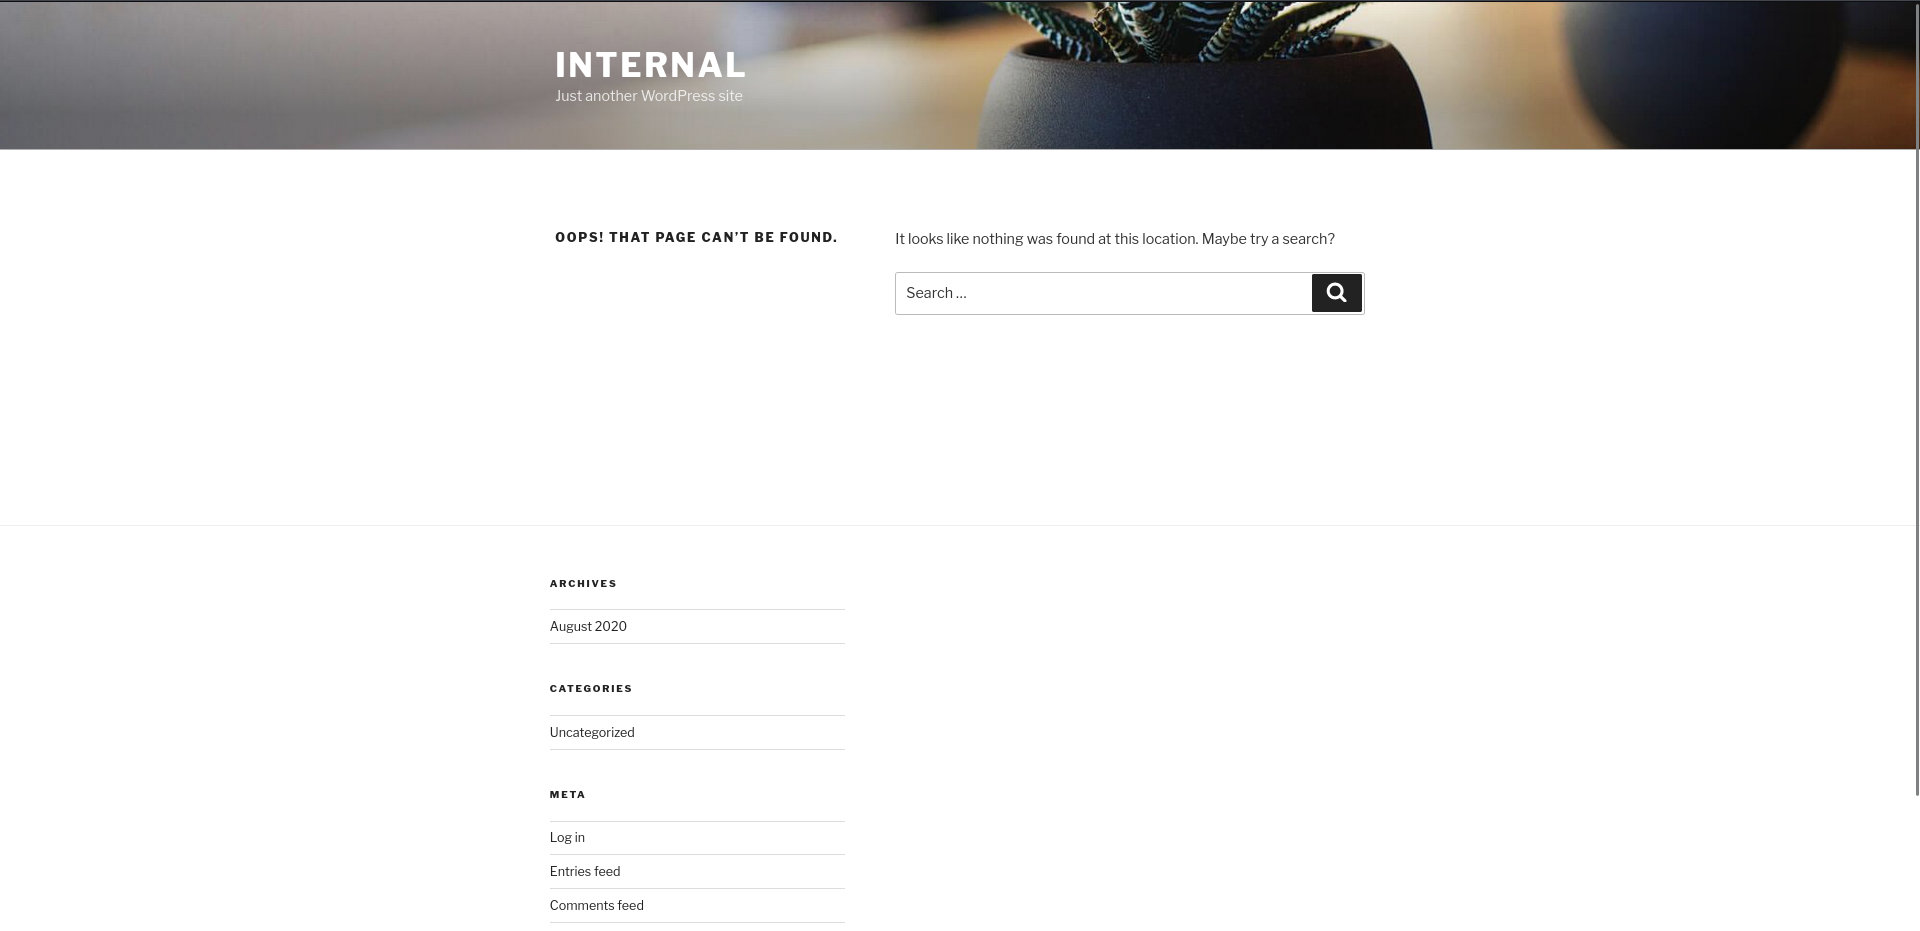 INTERNAL
Just another WordPress site
OOPS! THAT PAGE CAN’T BE FOUND.
It looks like nothing was found at this location. Maybe try a search?
Search …
ARCHIVES
August 2020
CATEGORIES
Uncategorized
META
Log in
Entries feed
Comments feed